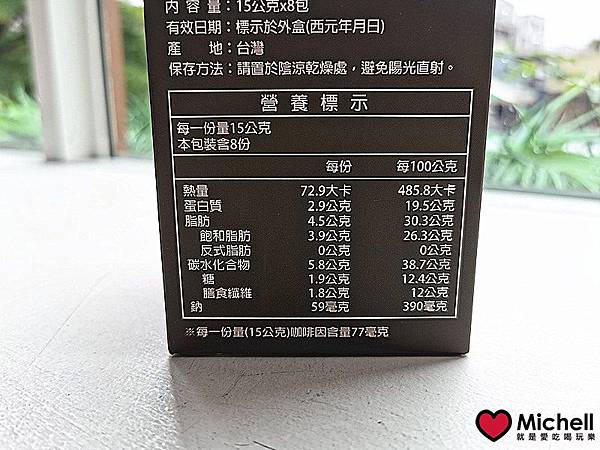 內 容 量：15公克x8包
有效日期：標示於外盒(西元年月日)
產　　地：台灣
保存方法：請置於陰涼乾燥處，避免陽光直射。
營養標示
每一份量15公克
本包裝含8份
每份 每100公克
熱量 72.9大卡 485.8大卡
蛋白質 2.9公克 19.5公克
脂肪 4.5公克 30.3公克
飽和脂肪 3.9公克 26.3公克
反式脂肪 0公克 0公克
碳水化合物 5.8公克 38.7公克
糖 1.9公克 12.4公克
膳食纖維 1.8公克 12公克
鈉 59毫克 390毫克
※每一份量(15公克)咖啡因含量77毫克
Michell
就是愛吃喝玩樂